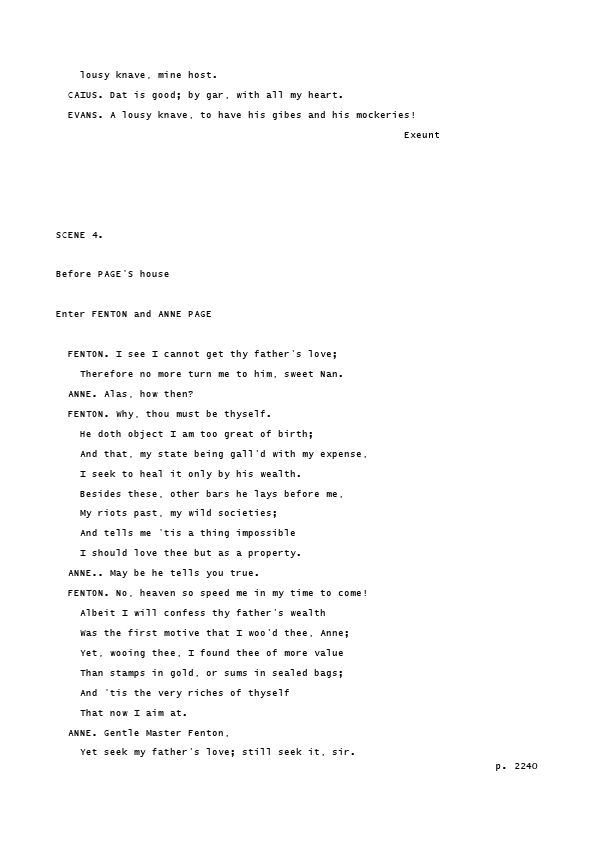 lousy knave, mine host.
CAIUS. Dat is good; by gar, with all my heart.
EVANS. A lousy knave, to have his gibes and his mockeries!
Exeunt
SCENE 4.
Before PAGE'S house
Enter FENTON and ANNE PAGE
FENTON. I see I cannot get thy father's love;
Therefore no more turn me to him, sweet Nan.
ANNE. Alas, how then?
FENTON. Why, thou must be thyself.
He doth object I am too great of birth;
And that, my state being gall'd with my expense,
I seek to heal it only by his wealth.
Besides these, other bars he lays before me,
My riots past, my wild societies;
And tells me 'tis a thing impossible
I should love thee but as a property.
ANNE.. May be he tells you true.
FENTON. No, heaven so speed me in my time to come!
Albeit I will confess thy father's wealth
Was the first motive that I woo'd thee, Anne;
Yet, wooing thee, I found thee of more value
Than stamps in gold, or sums in sealed bags;
And 'tis the very riches of thyself
That now I aim at.
ANNE. Gentle Master Fenton,
Yet seek my father's love; still seek it, sir.
p. 2240